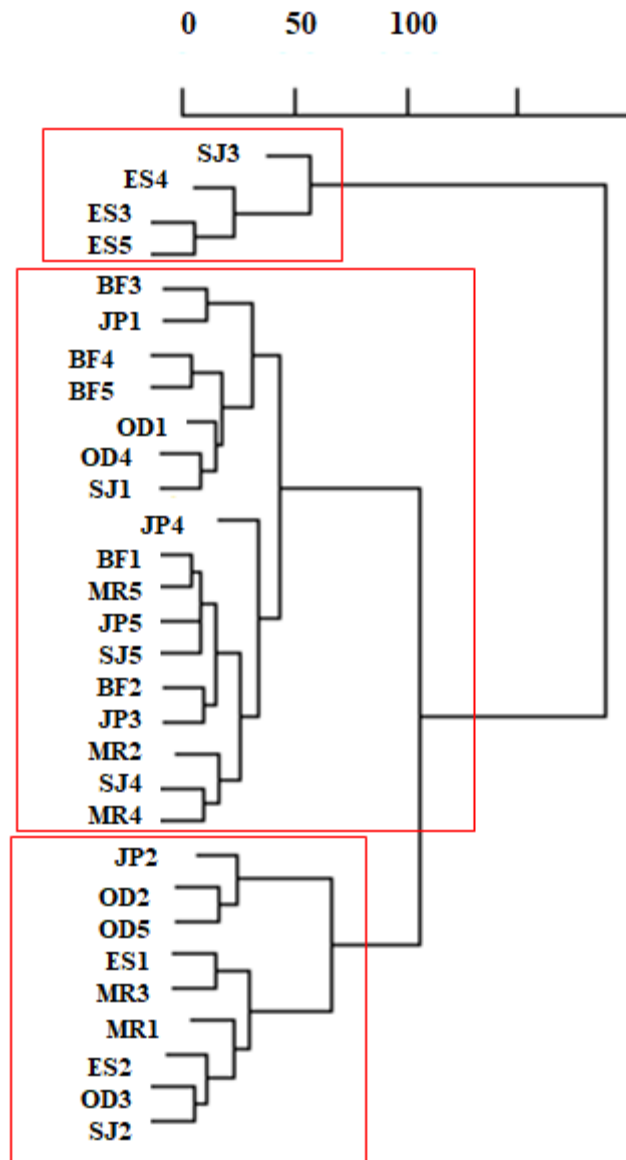 0 50 100
SJ3
ES4
ES3
ES5
BF3
JP1
BF4
BF5
OD1
OD4
SJ1
JP4
BF1
MR5
JP5
SJ5
BF2
JP3
MR2
SJ4
MR4
JP2
OD2
OD5
ES1
MR3
MR1
ES2
OD3
SJ2